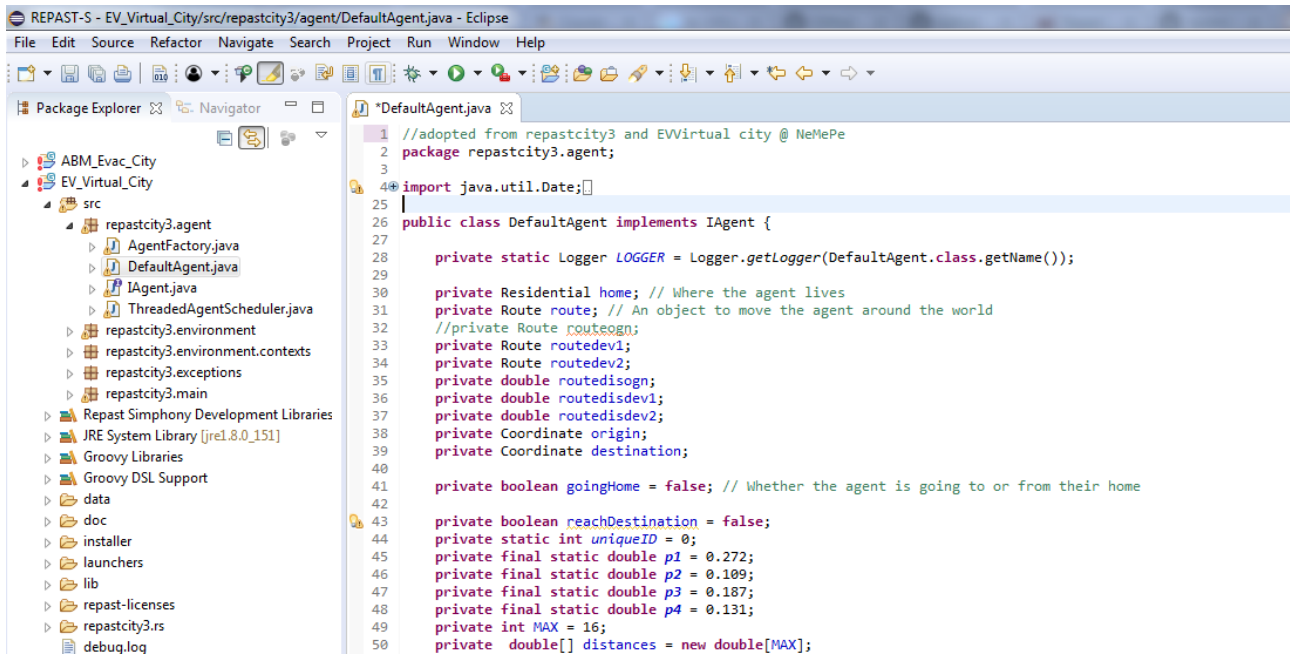 REPAST-S - EV_Virtual_City/src/repastcity3/agent/DefaultAgent.java - Eclipse
File Edit Source Refactor Navigate Search Project Run Window Help
Package Explorer Navigator
ABM_Evac_City
EV_Virtual_City
src
repastcity3.agent
AgentFactory.java
DefaultAgent.java
IAgent.java
ThreadedAgentScheduler.java
repastcity3.environment
repastcity3.environment.contexts
repastcity3.exceptions
repastcity3.main
Repast Simphony Development Libraries
JRE System Library [jre1.8.0_151]
Groovy Libraries
Groovy DSL Support
data
doc
installer
launchers
lib
repast-licenses
repastcity3.rs
debug.log
*DefaultAgent.java
1 //adopted from repastcity3 and EVVirtual city @ NeMePe
2 package repastcity3.agent;
3
4 import java.util.Date;
25
26 public class DefaultAgent implements IAgent {
27
28 private static Logger LOGGER = Logger.getLogger(DefaultAgent.class.getName());
29
30 private Residential home; // Where the agent lives
31 private Route route; // An object to move the agent around the world
32 //private Route routeogn;
33 private Route routedev1;
34 private Route routedev2;
35 private double routedisogn;
36 private double routedisdev1;
37 private double routedisdev2;
38 private Coordinate origin;
39 private Coordinate destination;
40
41 private boolean goingHome = false; // Whether the agent is going to or from their home
42
43 private boolean reachDestination = false;
44 private static int uniqueID = 0;
45 private final static double p1 = 0.272;
46 private final static double p2 = 0.109;
47 private final static double p3 = 0.187;
48 private final static double p4 = 0.131;
49 private int MAX = 16;
50 private double[] distances = new double[MAX];